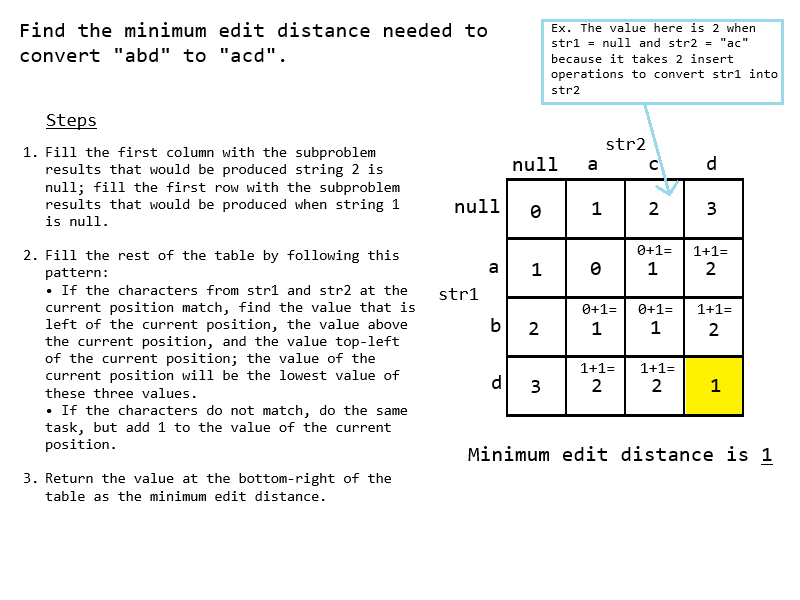 Find the minimum edit distance needed to
convert "abd" to "acd".
Ex. The value here is 2 when
str1 = null and str2 = "ac"
because it takes 2 insert
operations to convert str1 into
str2
Steps
1. Fill the first column with the subproblem
results that would be produced string 2 is
null; fill the first row with the subproblem
results that would be produced when string 1
is null.
2. Fill the rest of the table by following this
pattern:
• If the characters from str1 and str2 at the
current position match, find the value that is
left of the current position, the value above
the current position, and the value top-left
of the current position; the value of the
current position will be the lowest value of
these three values.
• If the characters do not match, do the same
task, but add 1 to the value of the current
position.
3. Return the value at the bottom-right of the
table as the minimum edit distance.
str2
null a c d
null 0 1 2 3
0+1= 1+1=
a 1 0 1 2
str1
0+1= 0+1= 1+1=
b 2 1 1 2
1+1= 1+1=
d 3 2 2 1
Minimum edit distance is 1